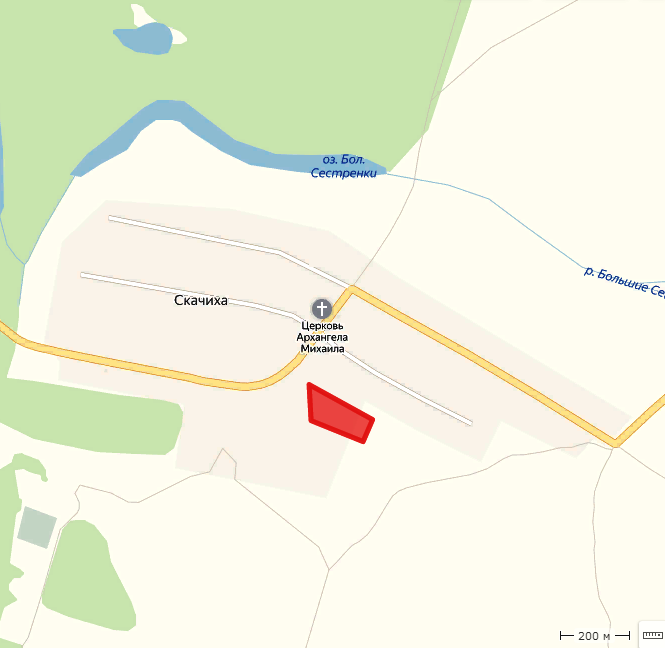 оз. Бол.
Сестренки
р. Большие Се
Скачиха
Церковь
Архангела
Михаила
200 м